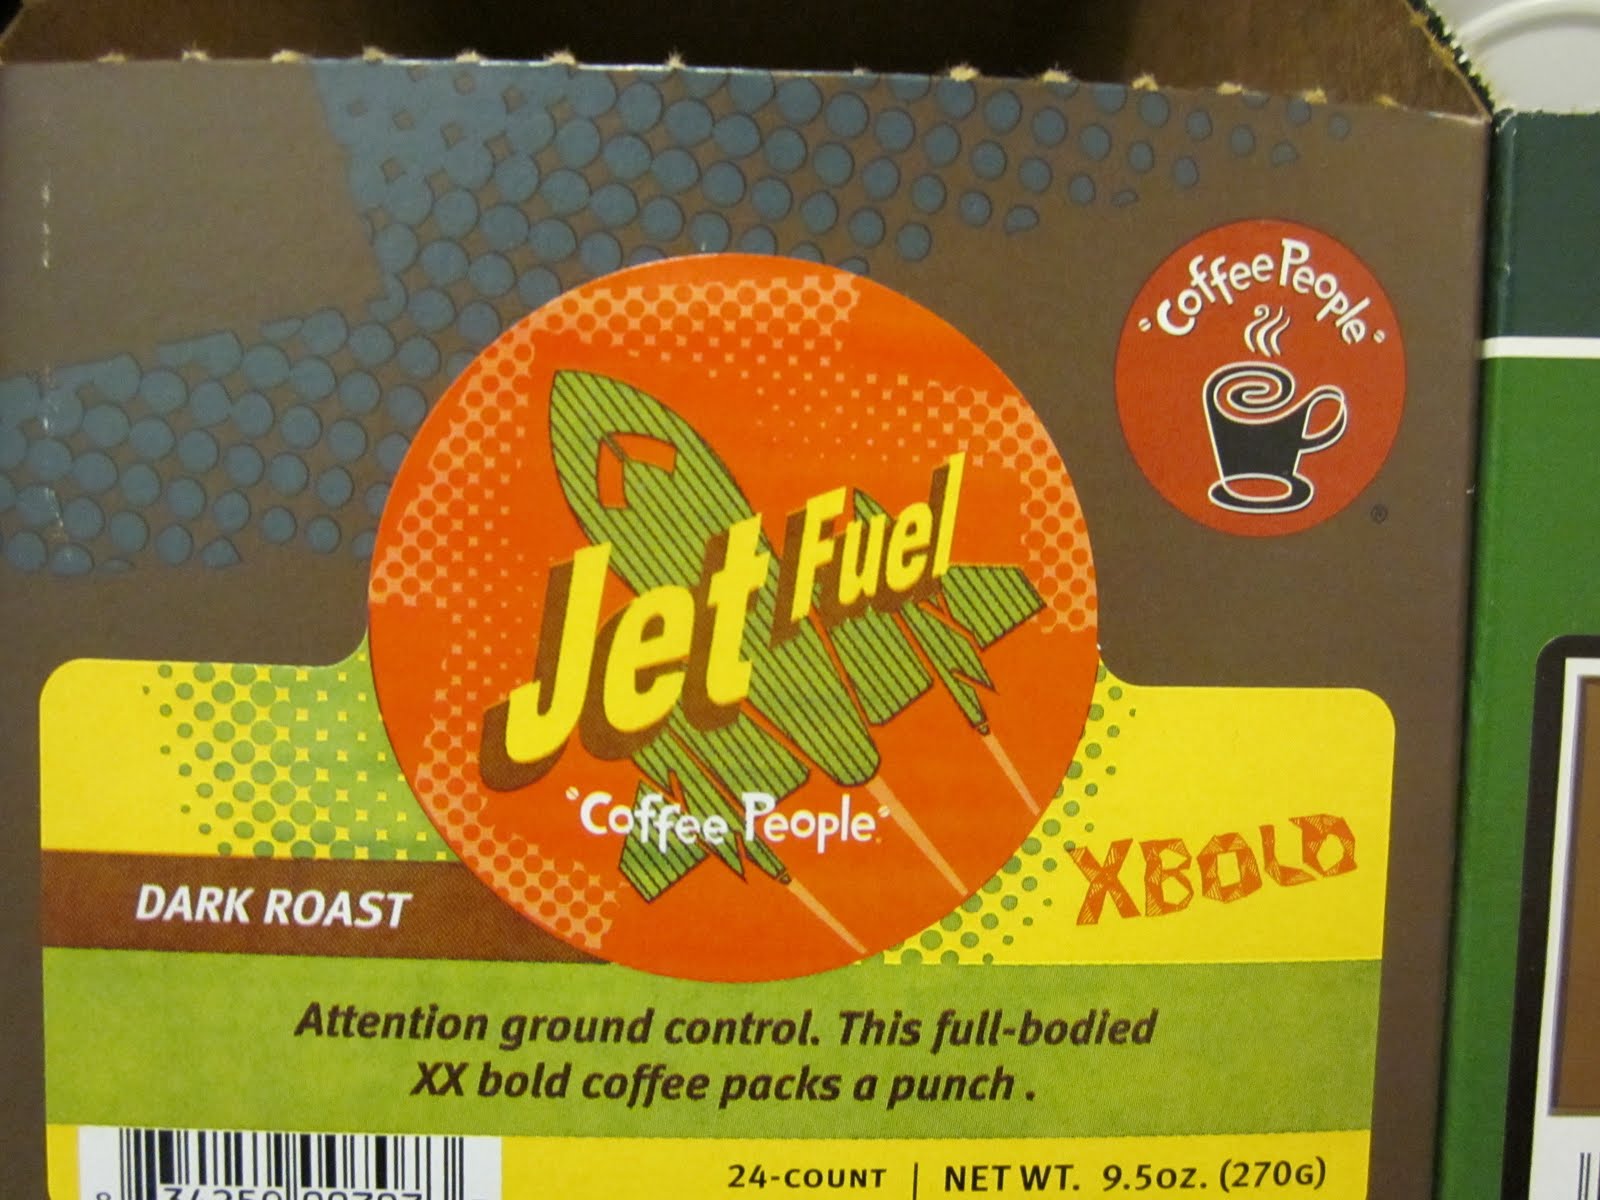 "Coffee People"
®
Jet Fuel
"Coffee People"
XBOLD
DARK ROAST
Attention ground control. This full-bodied
XX bold coffee packs a punch .
24-COUNT | NET WT. 9.5OZ. (270G)